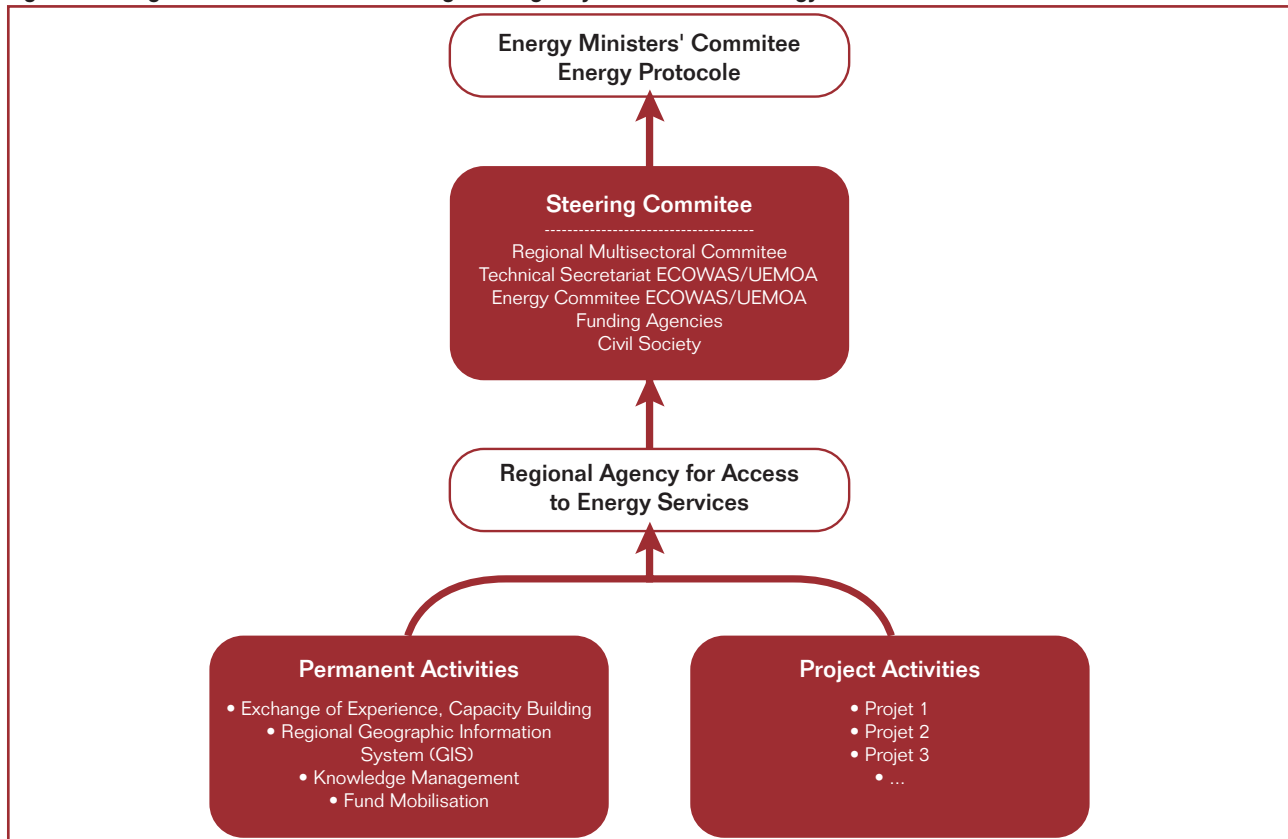 Energy Ministers' Commitee
Energy Protocole
Steering Commitee
-------------------------------------
Regional Multisectoral Commitee
Technical Secretariat ECOWAS/UEMOA
Energy Commitee ECOWAS/UEMOA
Funding Agencies
Civil Society
Regional Agency for Access
to Energy Services
Permanent Activities
• Exchange of Experience, Capacity Building
• Regional Geographic Information
System (GIS)
• Knowledge Management
• Fund Mobilisation
Project Activities
• Projet 1
• Projet 2
• Projet 3
• ...